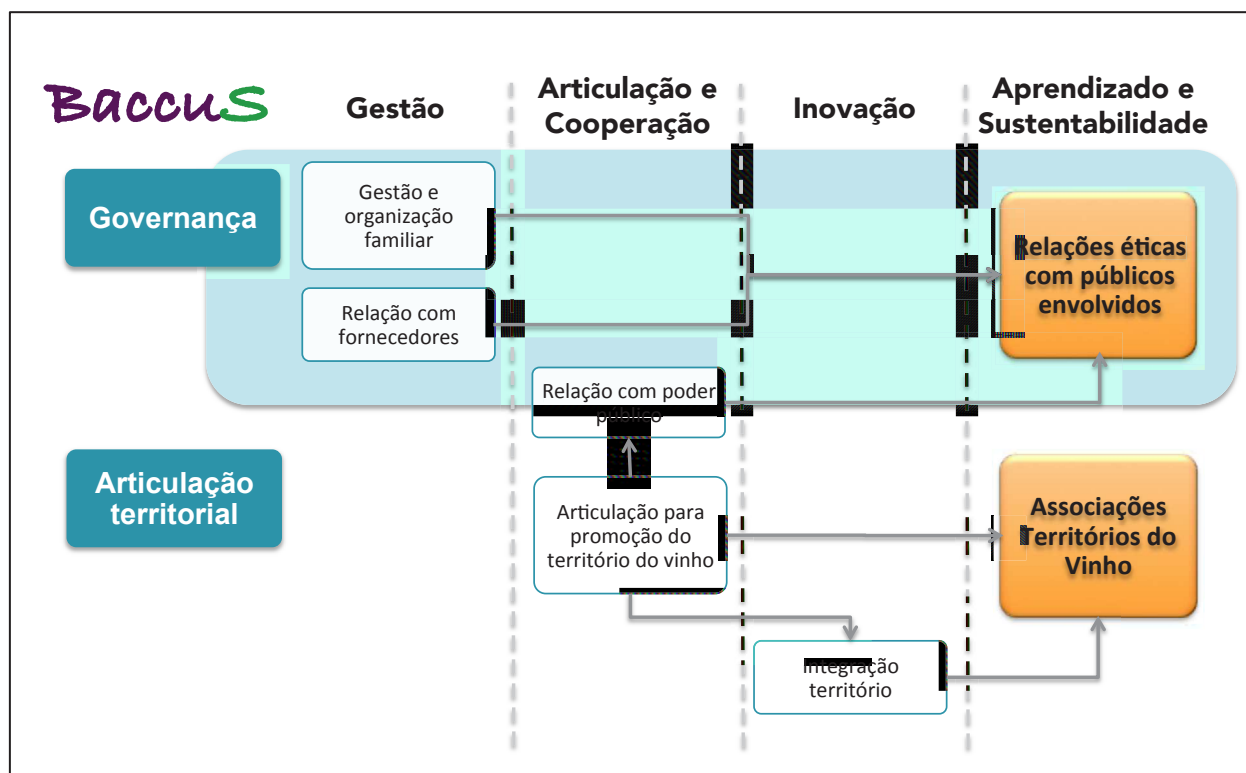 BaccuS
Gestão
Articulação e
Cooperação
Inovação
Aprendizado e
Sustentabilidade
Governança
Gestão e
organização
familiar
Relação com
fornecedores
Relações éticas
com públicos
envolvidos
Relação com poder
público
Articulação
territorial
Articulação para
promoção do
território do vinho
Associações
Territórios do
Vinho
Integração
território